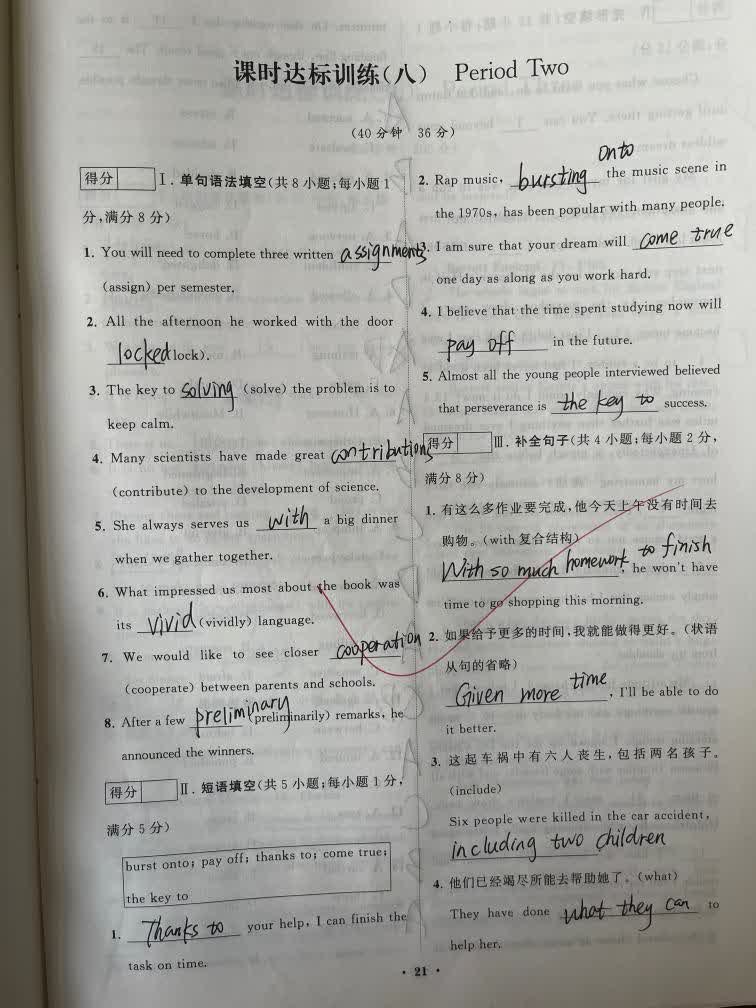 课时达标训练(八) Period Two
(40分钟 36分)
得分 Ⅰ. 单句语法填空(共8小题;每小题1
分,满分8分)
1. You will need to complete three written assignments
(assign) per semester.
2. All the afternoon he worked with the door
locked (lock).
3. The key to solving (solve) the problem is to
keep calm.
4. Many scientists have made great contributions
(contribute) to the development of science.
5. She always serves us with a big dinner
when we gather together.
6. What impressed us most about the book was
its vivid (vividly) language.
7. We would like to see closer cooperation
(cooperate) between parents and schools.
8. After a few preliminary (preliminarily) remarks, he
announced the winners.
得分 Ⅱ. 短语填空(共5小题;每小题1分,
满分5分)
burst onto; pay off; thanks to; come true;
the key to
1. Thanks to your help, I can finish the
task on time.
2. Rap music, bursting onto the music scene in
the 1970s, has been popular with many people.
3. I am sure that your dream will come true
one day as along as you work hard.
4. I believe that the time spent studying now will
pay off in the future.
5. Almost all the young people interviewed believed
that perseverance is the key to success.
得分 Ⅲ. 补全句子(共4小题;每小题2分,
满分8分)
1. 有这么多作业要完成,他今天上午没有时间去
购物。(with复合结构)
With so much homework to finish, he won't have
time to go shopping this morning.
2. 如果给予更多的时间,我就能做得更好。(状语
从句的省略)
Given more time, I'll be able to do
it better.
3. 这起车祸中有六人丧生,包括两名孩子。
(include)
Six people were killed in the car accident,
including two children
4. 他们已经竭尽所能去帮助她了。(what)
They have done what they can to
help her.
· 21 ·